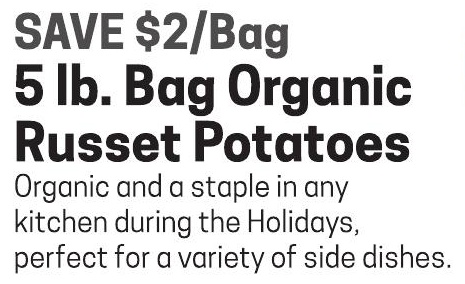 SAVE $2/Bag
5 lb. Bag Organic
Russet Potatoes
Organic and a staple in any
kitchen during the Holidays,
perfect for a variety of side dishes.